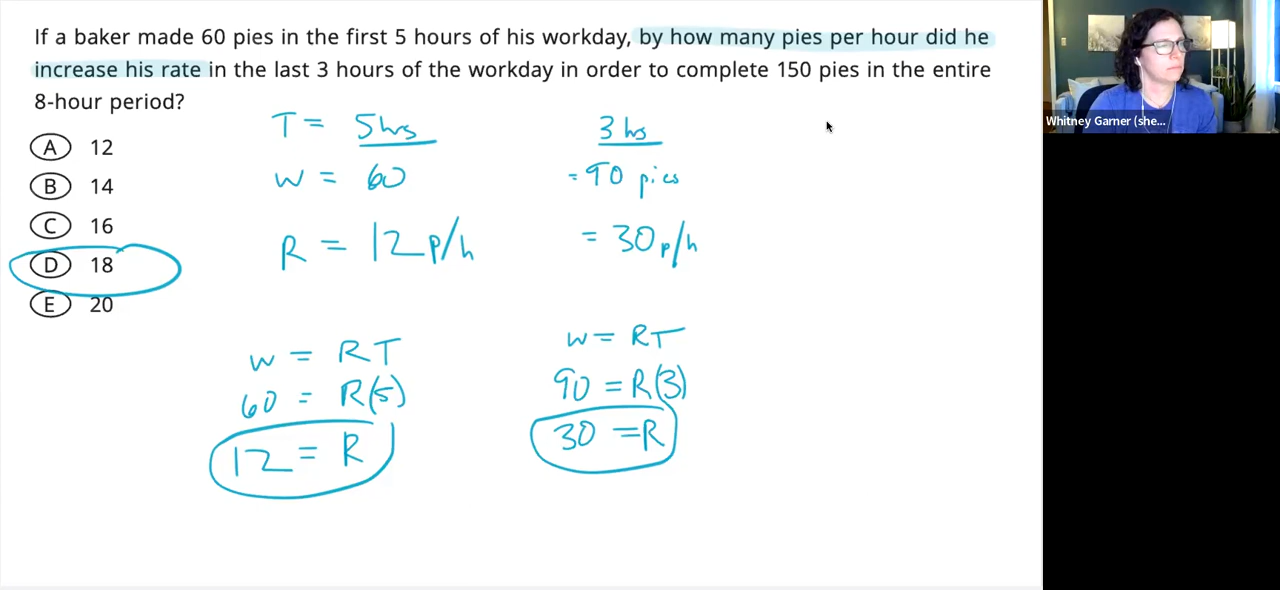 If a baker made 60 pies in the first 5 hours of his workday, by how many pies per hour did he
increase his rate in the last 3 hours of the workday in order to complete 150 pies in the entire
8-hour period?
A 12
B 14
C 16
D 18
E 20
T = 5hrs
W = 60
R = 12 p/h
3 hs
= 90 pies
= 30 p/h
W = RT
60 = R(5)
12 = R
W = RT
90 = R(3)
30 = R
Whitney Garner (she...